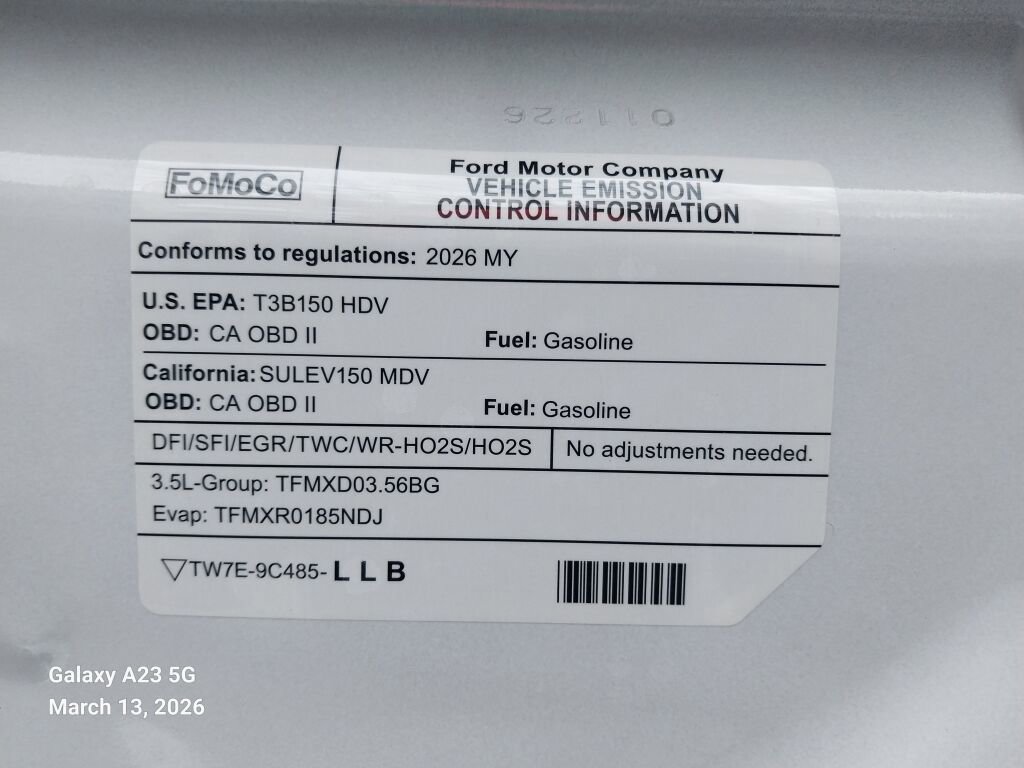 011226
FoMoCo
Ford Motor Company
VEHICLE EMISSION
CONTROL INFORMATION
Conforms to regulations: 2026 MY
U.S. EPA: T3B150 HDV
OBD: CA OBD II Fuel: Gasoline
California: SULEV150 MDV
OBD: CA OBD II Fuel: Gasoline
DFI/SFI/EGR/TWC/WR-HO2S/HO2S No adjustments needed.
3.5L-Group: TFMXD03.56BG
Evap: TFMXR0185NDJ
TW7E-9C485- L L B
Galaxy A23 5G
March 13, 2026